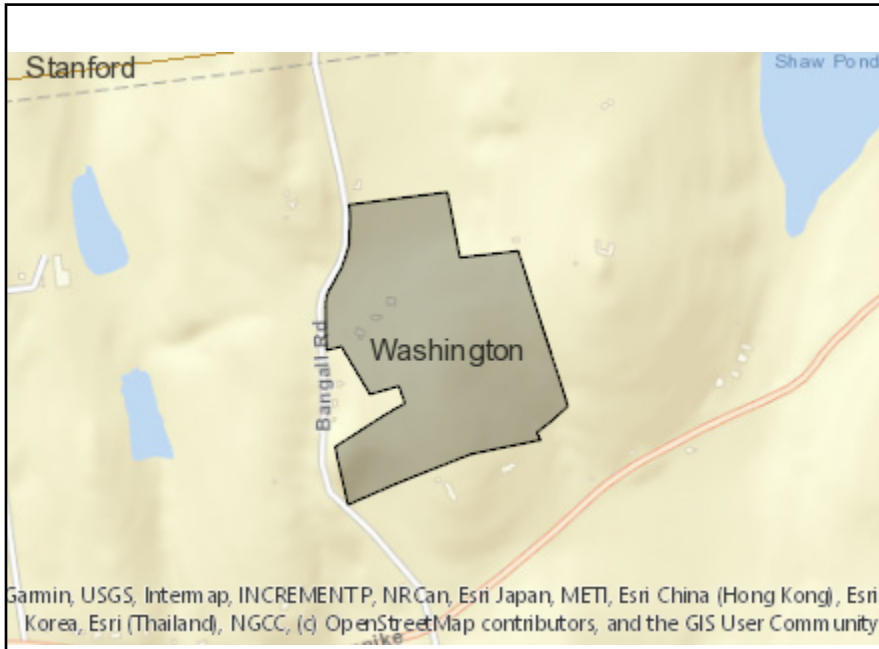 Stanford
Shaw Pond
Washington
Bangall Rd
Garmin, USGS, Intermap, INCREMENT P, NRCan, Esri Japan, METI, Esri China (Hong Kong), Esri
Korea, Esri (Thailand), NGCC, (c) OpenStreetMap contributors, and the GIS User Community